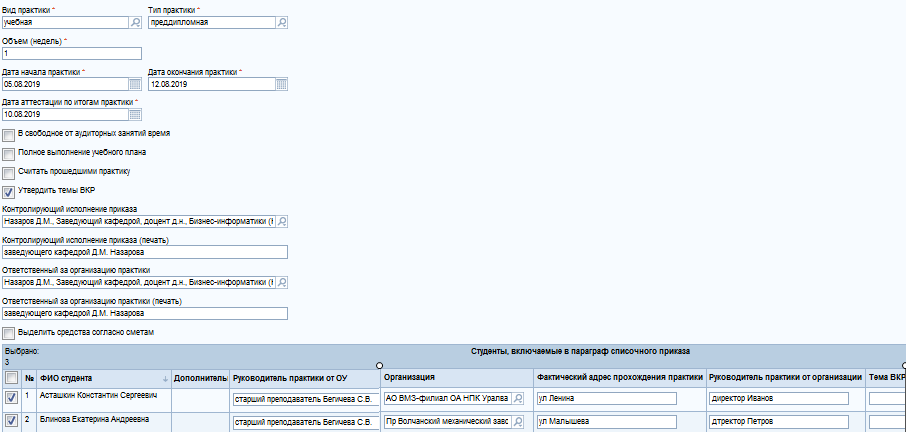 Вид практики * Тип практики *
учебная преддипломная
Объем (недель) *
1
Дата начала практики * Дата окончания практики *
05.08.2019 12.08.2019
Дата аттестации по итогам практики *
10.08.2019
В свободное от аудиторных занятий время
Полное выполнение учебного плана
Считать прошедшими практику
Утвердить темы ВКР
Контролирующий исполнение приказа
Назаров Д.М., Заведующий кафедрой, доцент д.н., Бизнес-информатики (
Контролирующий исполнение приказа (печать)
заведующего кафедрой Д.М. Назарова
Ответственный за организацию практики
Назаров Д.М., Заведующий кафедрой, доцент д.н., Бизнес-информатики (
Ответственный за организацию практики (печать)
заведующего кафедрой Д.М. Назарова
Выделить средства согласно сметам
Выбрано: Студенты, включаемые в параграф списочного приказа
3
№ ФИО студента Дополнитель Руководитель практики от ОУ Организация Фактический адрес прохождения практики Руководитель практики от организации Тема ВКР
1 Асташкин Константин Сергеевич старший преподаватель Бегичева С.В. АО ВМЗ-филиал ОА НПК Уралва ул Ленина директор Иванов
2 Блинова Екатерина Андреевна старший преподаватель Бегичева С.В. Пр Волчанский механический заво ул Малышева дтректор Петров